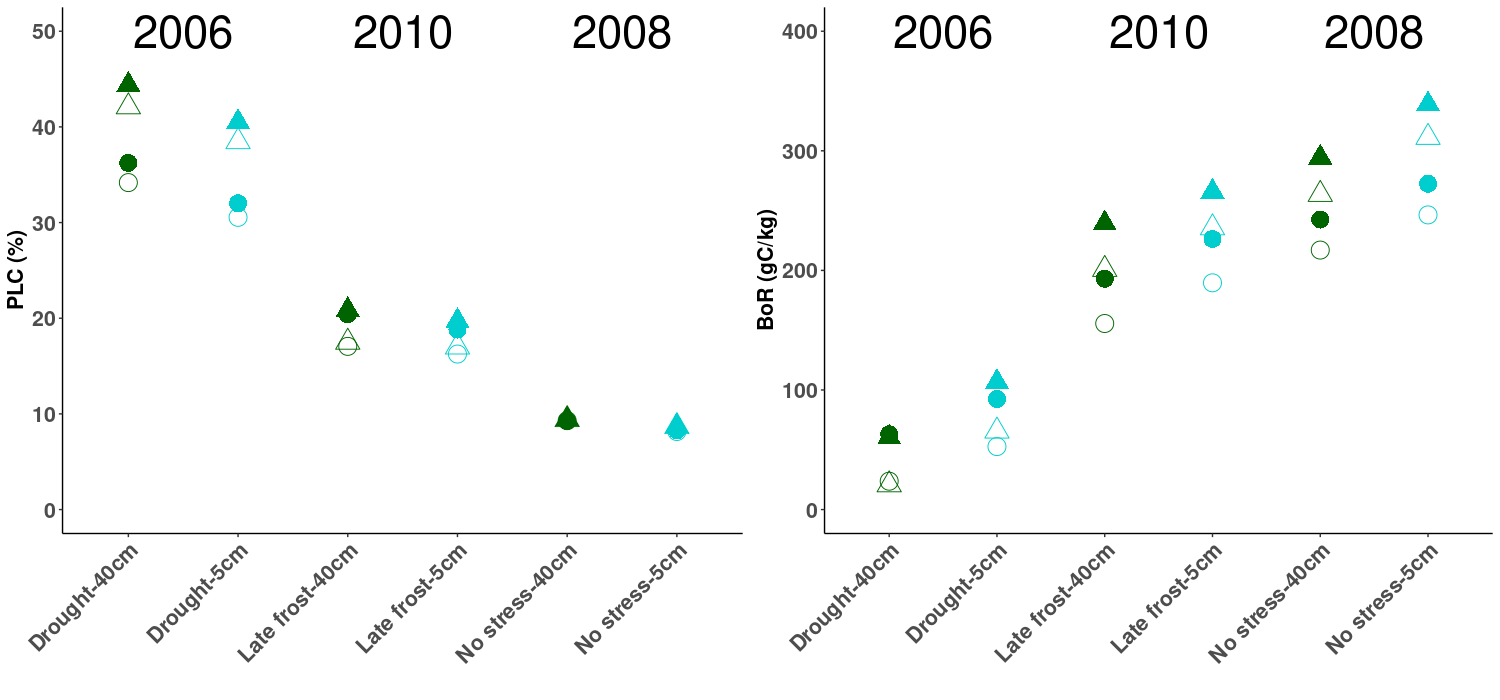 2006 2010 2008
50
40
30
20
10
0
PLC (%)
Drought-40cm
Drought-5cm
Late frost-40cm
Late frost-5cm
No stress-40cm
No stress-5cm
2006 2010 2008
400
300
200
100
0
BoR (gC/kg)
Drought-40cm
Drought-5cm
Late frost-40cm
Late frost-5cm
No stress-40cm
No stress-5cm